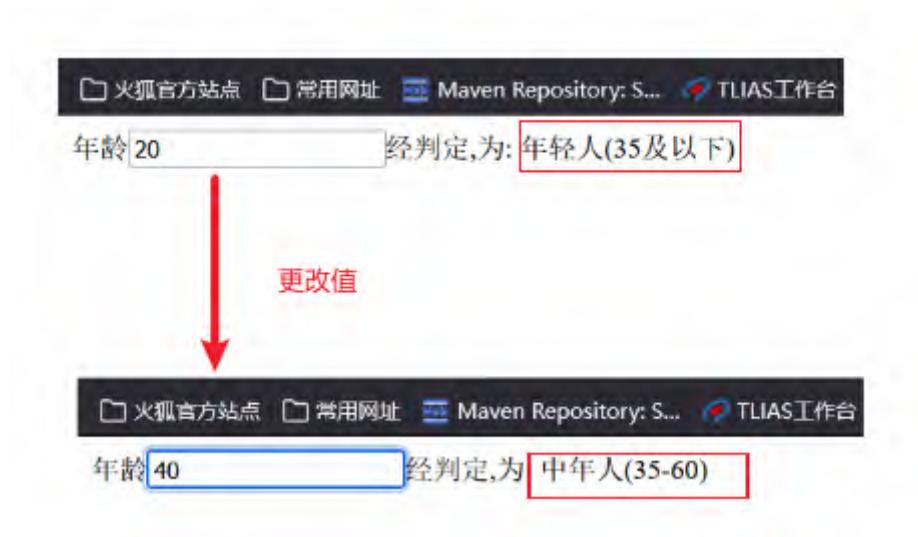 火狐官方站点 常用网址 Maven Repository: S... TLIAS工作台
年龄 20 经判定,为: 年轻人(35及以下)
更改值
火狐官方站点 常用网址 Maven Repository: S... TLIAS工作台
年龄 40 经判定,为 中年人(35-60)